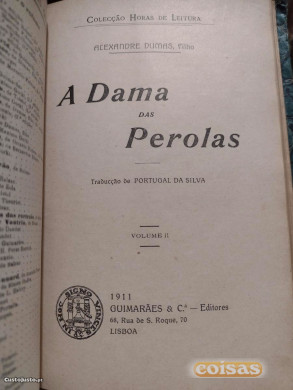 COLECÇÃO HORAS DE LEITURA
ALEXANDRE DUMAS, Filho
A Dama
DAS
Perolas
Traducção de PORTUGAL DA SILVA
VOLUME II
1911
GUIMARÃES & C.ª — Editores
68, Rua de S. Roque, 70
LISBOA
coisas